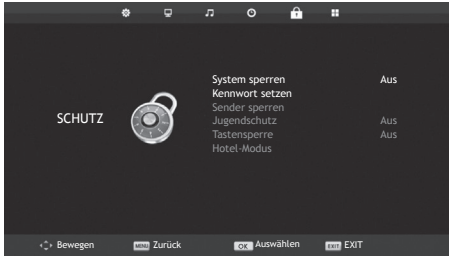 System sperren Aus
Kennwort setzen
Sender sperren
SCHUTZ
Jugendschutz Aus
Tastensperre Aus
Hotel-Modus
Bewegen MENU Zurück OK Auswählen EXIT EXIT